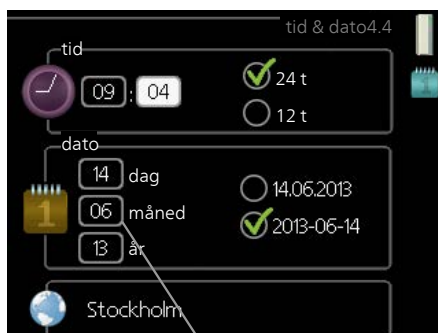 tid & dato4.4
tid
09 : 04
24 t
12 t
dato
14 dag
06 måned
13 år
14.06.2013
2013-06-14
Stockholm